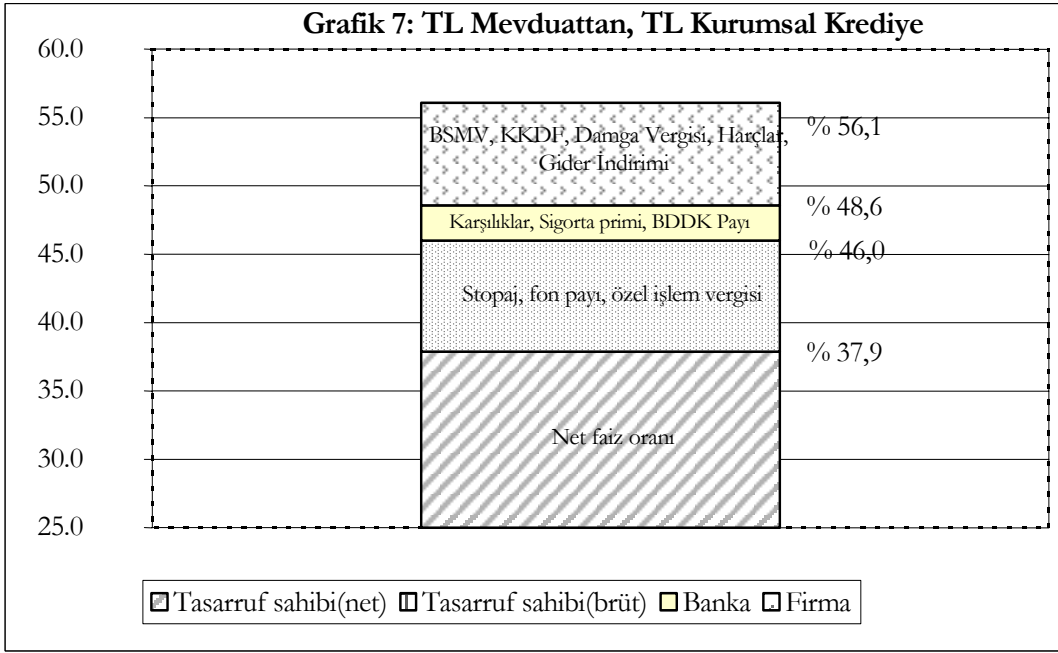 Grafik 7: TL Mevduattan, TL Kurumsal Krediye
60.0
55.0
50.0
45.0
40.0
35.0
30.0
25.0
BSMV, KKDF, Damga Vergisi, Harçlar,
Gider İndirimi
Karşılıklar, Sigorta primi, BDDK Payı
Stopaj, fon payı, özel işlem vergisi
Net faiz oranı
% 56,1
% 48,6
% 46,0
% 37,9
Tasarruf sahibi(net) Tasarruf sahibi(brüt) Banka Firma